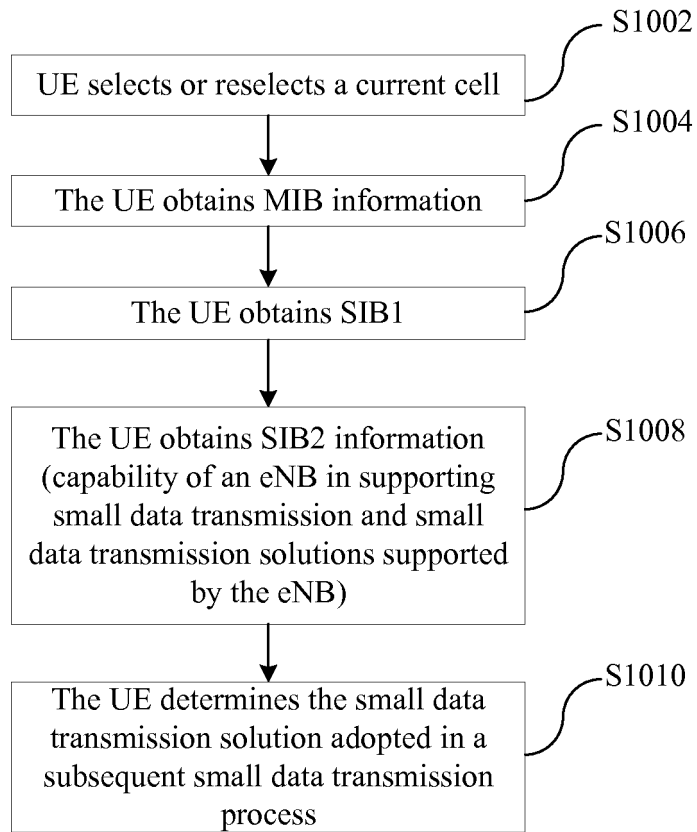 S1002
UE selects or reselects a current cell
S1004
The UE obtains MIB information
S1006
The UE obtains SIB1
S1008
The UE obtains SIB2 information
(capability of an eNB in supporting
small data transmission and small
data transmission solutions supported
by the eNB)
S1010
The UE determines the small data
transmission solution adopted in a
subsequent small data transmission
process